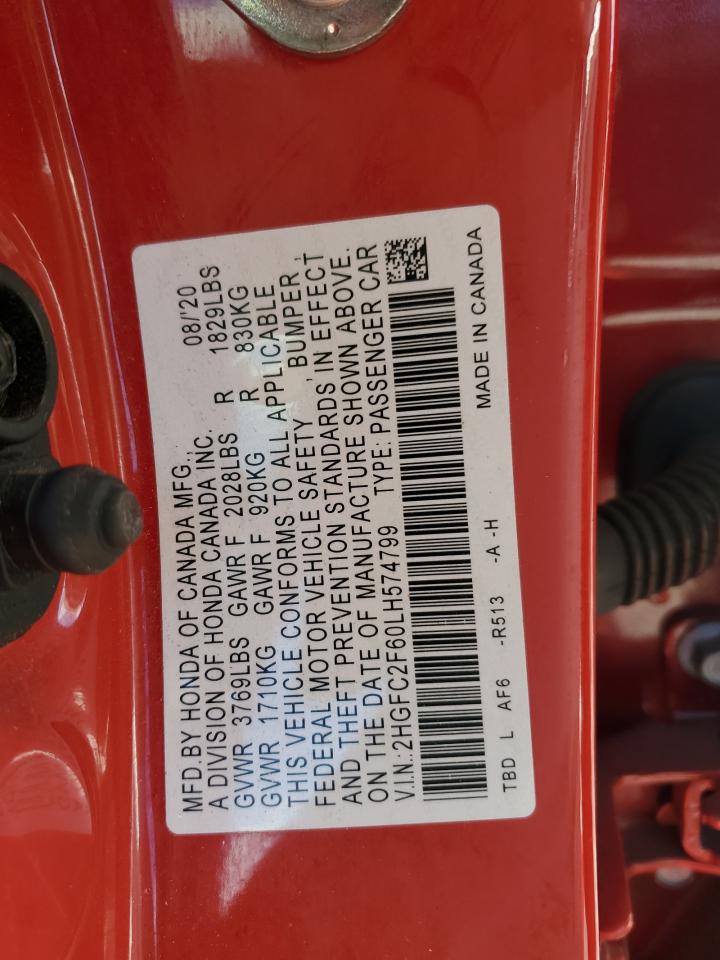 MFD.BY HONDA OF CANADA MFG., 08/'20
A DIVISION OF HONDA CANADA INC.
GVWR 3769LBS GAWR F 2028LBS R 1829LBS
GVWR 1710KG GAWR F 920KG R 830KG
THIS VEHICLE CONFORMS TO ALL APPLICABLE
FEDERAL MOTOR VEHICLE SAFETY , BUMPER ,
AND THEFT PREVENTION STANDARDS IN EFFECT
ON THE DATE OF MANUFACTURE SHOWN ABOVE.
V.I.N.:2HGFC2F60LH574799 TYPE: PASSENGER CAR
TBD L AF6 -R513 -A -H MADE IN CANADA